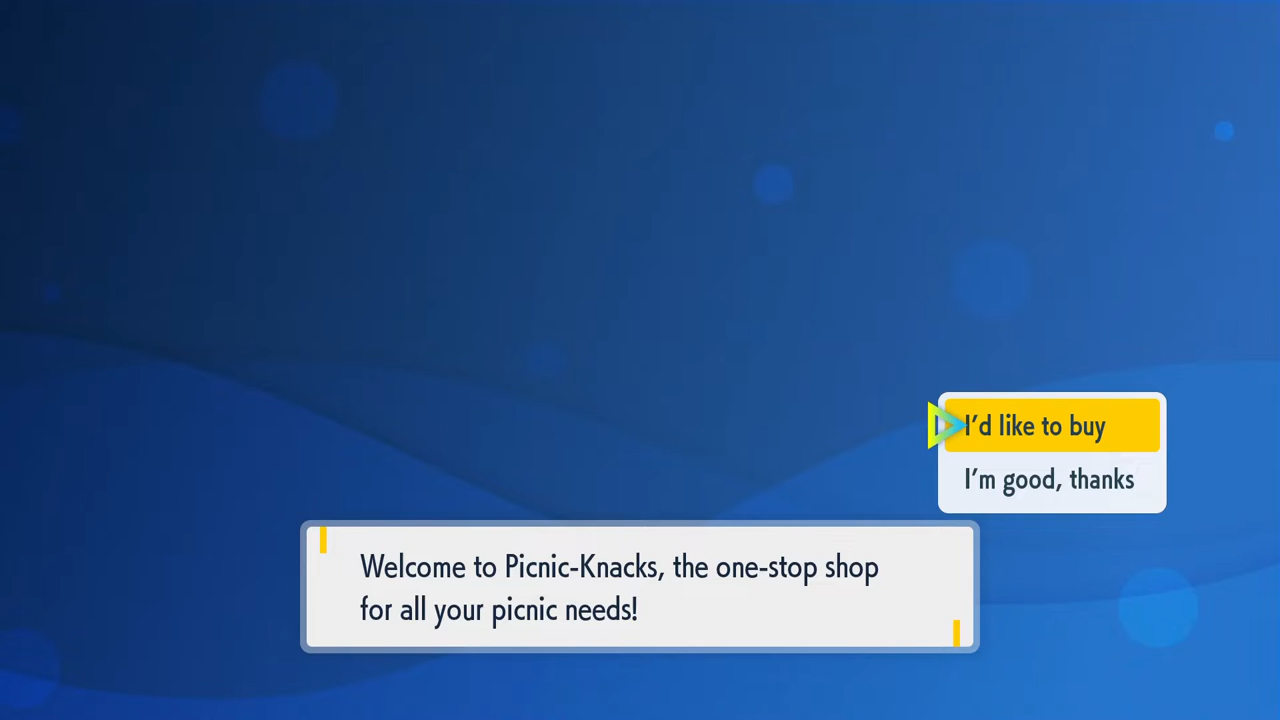 I'd like to buy
I'm good, thanks
Welcome to Picnic-Knacks, the one-stop shop
for all your picnic needs!